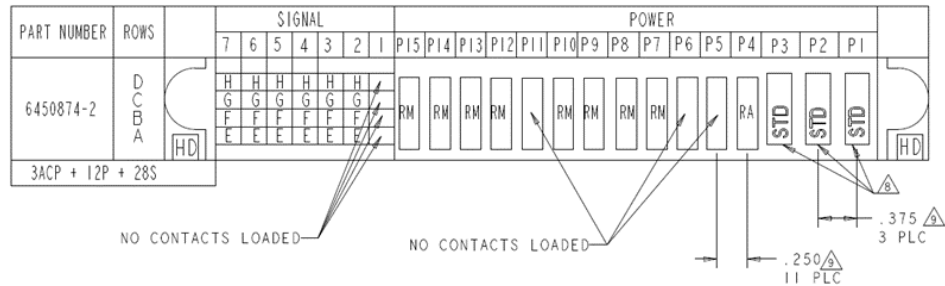 SIGNAL POWER
PART NUMBER ROWS 7 6 5 4 3 2 1 P15 P14 P13 P12 P11 P10 P9 P8 P7 P6 P5 P4 P3 P2 P1
D H H H H H H
6450874-2 C G G G G G G RM RM RM RM RM RM RM RM RA STD STD STD
B F F F F F F
A E E E E E E
HD HD
3ACP + 12P + 28S
8
NO CONTACTS LOADED NO CONTACTS LOADED .375 9
3 PLC
.250 9
11 PLC